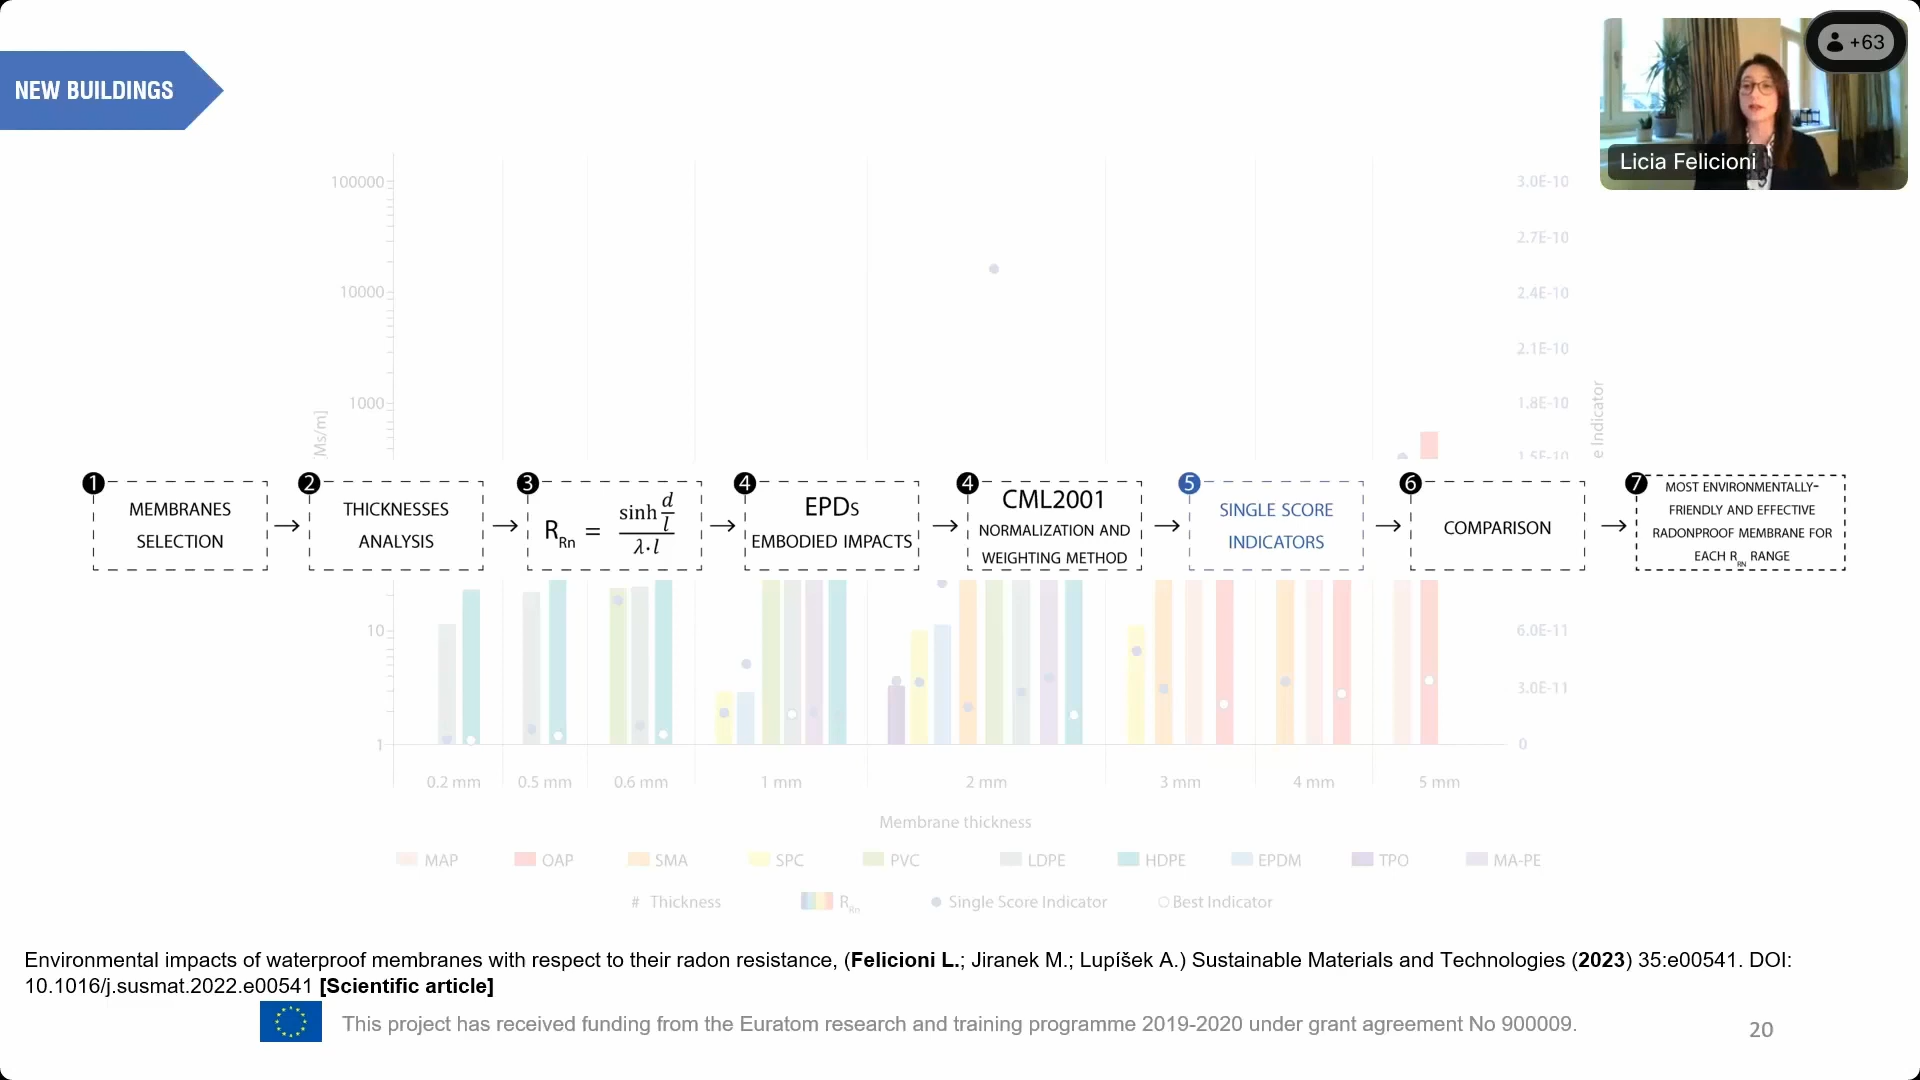 +63
NEW BUILDINGS
Licia Felicioni
100000
10000
1000
10
1
[Ms/m]
3.0E-10
2.7E-10
2.4E-10
2.1E-10
1.8E-10
1.5E-10
6.0E-11
3.0E-11
0
e Indicator
1
MEMBRANES
SELECTION
2
THICKNESSES
ANALYSIS
3
R_Rn = sinh d/l / λ·l
4
EPDs
EMBODIED IMPACTS
4
CML2001
NORMALIZATION AND
WEIGHTING METHOD
5
SINGLE SCORE
INDICATORS
6
COMPARISON
7
MOST ENVIRONMENTALLY-
FRIENDLY AND EFFECTIVE
RADONPROOF MEMBRANE FOR
EACH R_RN RANGE
0.2 mm 0.5 mm 0.6 mm 1 mm 2 mm 3 mm 4 mm 5 mm
Membrane thickness
MAP OAP SMA SPC PVC LDPE HDPE EPDM TPO MA-PE
# Thickness R_Rn Single Score Indicator Best Indicator
Environmental impacts of waterproof membranes with respect to their radon resistance, (Felicioni L.; Jiranek M.; Lupíšek A.) Sustainable Materials and Technologies (2023) 35:e00541. DOI:
10.1016/j.susmat.2022.e00541 [Scientific article]
This project has received funding from the Euratom research and training programme 2019-2020 under grant agreement No 900009.
20